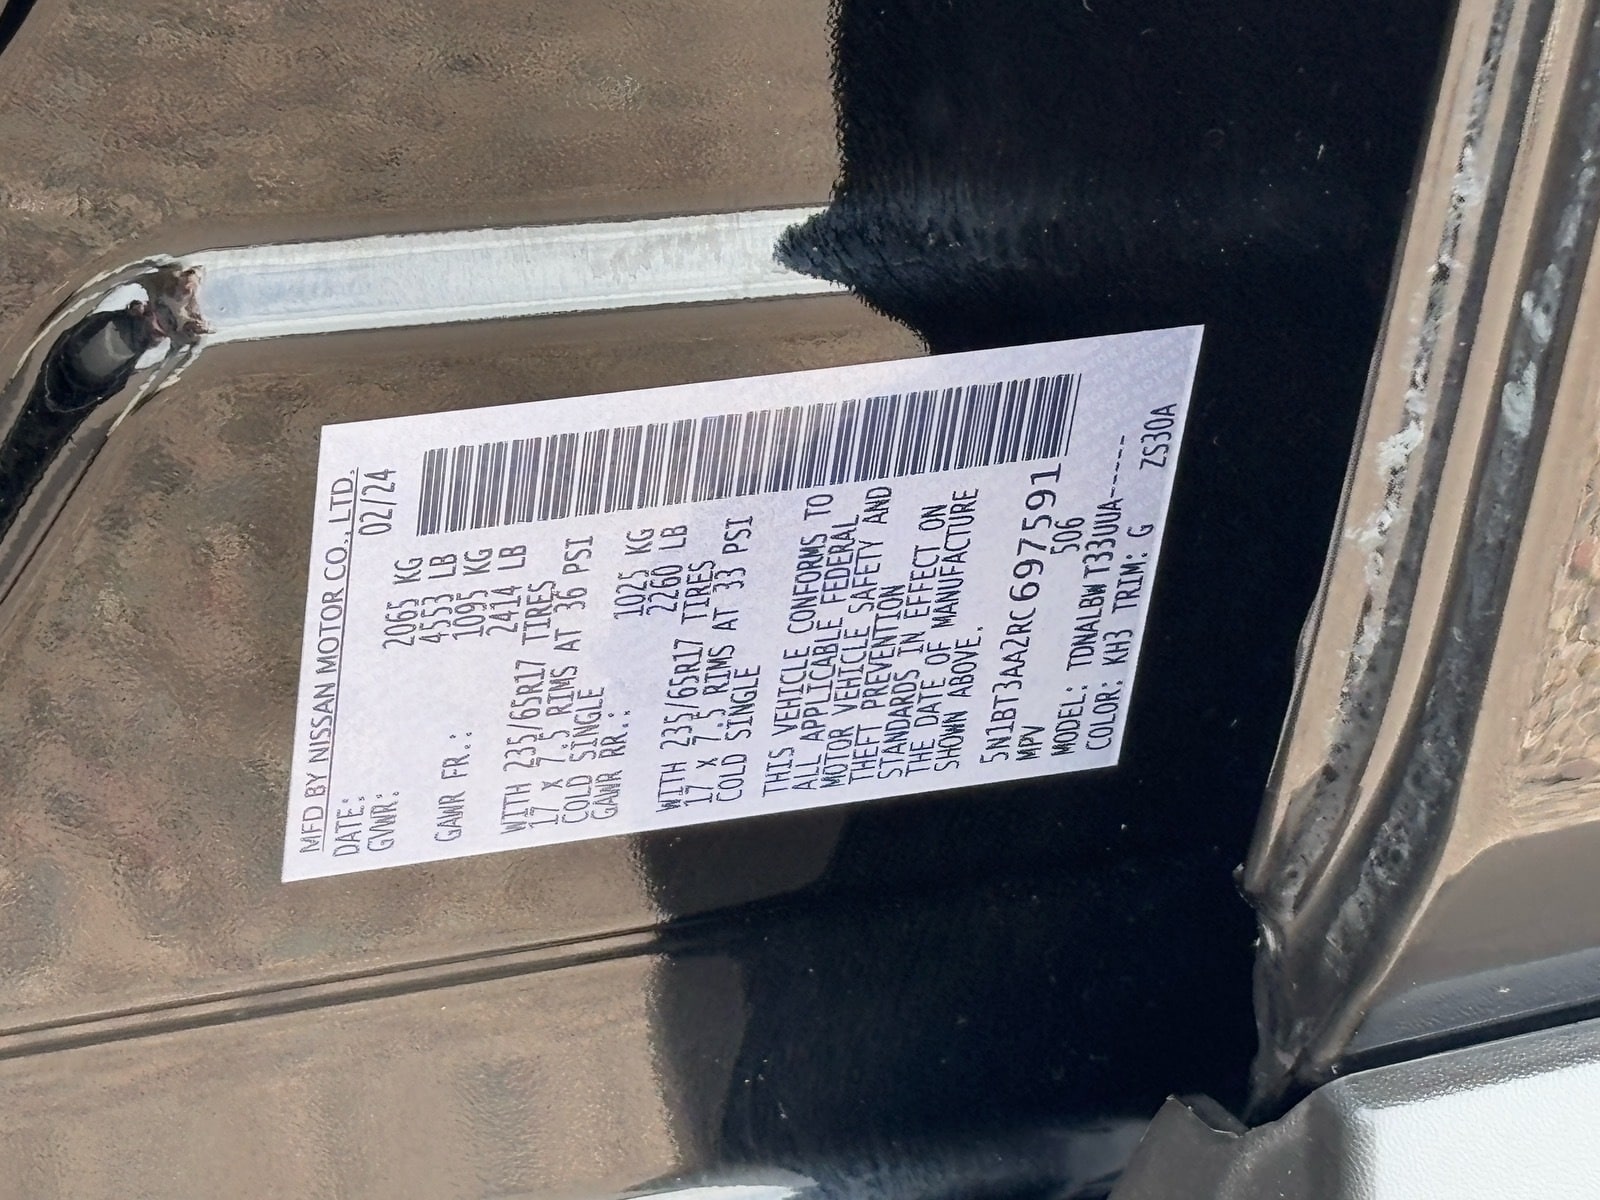 MFD BY NISSAN MOTOR CO., LTD.
DATE: 02/24
GVWR: 2065 KG
4553 LB
GAWR FR.: 1095 KG
2414 LB
WITH 235/65R17 TIRES
17 X 7.5 RIMS AT 36 PSI
COLD SINGLE
GAWR RR.: 1025 KG
2260 LB
WITH 235/65R17 TIRES
17 X 7.5 RIMS AT 33 PSI
COLD SINGLE
THIS VEHICLE CONFORMS TO
ALL APPLICABLE FEDERAL
MOTOR VEHICLE SAFETY AND
THEFT PREVENTION
STANDARDS IN EFFECT ON
THE DATE OF MANUFACTURE
SHOWN ABOVE.
5N1BT3AA2RC697591
MPV 506
MODEL: TDNALBWT33UUA-----
COLOR: KH3 TRIM: G ZS30A